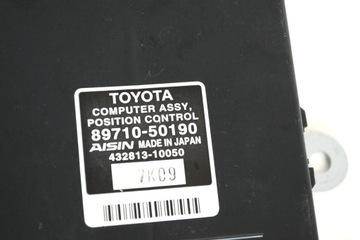 TOYOTA
COMPUTER ASSY,
POSITION CONTROL
89710-50190
AISIN MADE IN JAPAN
432813-10050
7K09